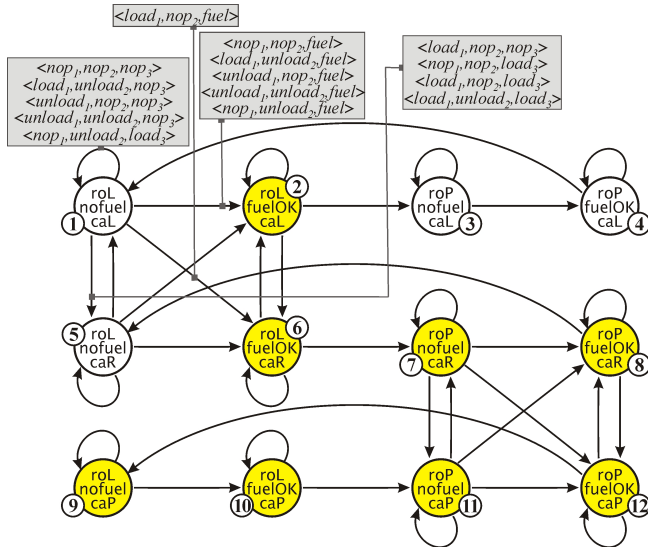 <load1,nop2,fuel>
<nop1,nop2,nop3>
<load1,unload2,nop3>
<unload1,nop2,nop3>
<unload1,unload2,nop3>
<nop1,unload2,load3>
<nop1,nop2,fuel>
<load1,unload2,fuel>
<unload1,nop2,fuel>
<unload1,unload2,fuel>
<nop1,unload2,fuel>
<load1,nop2,nop3>
<nop1,nop2,load3>
<load1,nop2,load3>
<load1,unload2,load3>
roL
nofuel
caL
1
roL
fuelOK
caL
2
roP
nofuel
caL
3
roP
fuelOK
caL
4
roL
nofuel
caR
5
roL
fuelOK
caR
6
roP
nofuel
caR
7
roP
fuelOK
caR
8
roL
nofuel
caP
9
roL
fuelOK
caP
10
roP
nofuel
caP
11
roP
fuelOK
caP
12